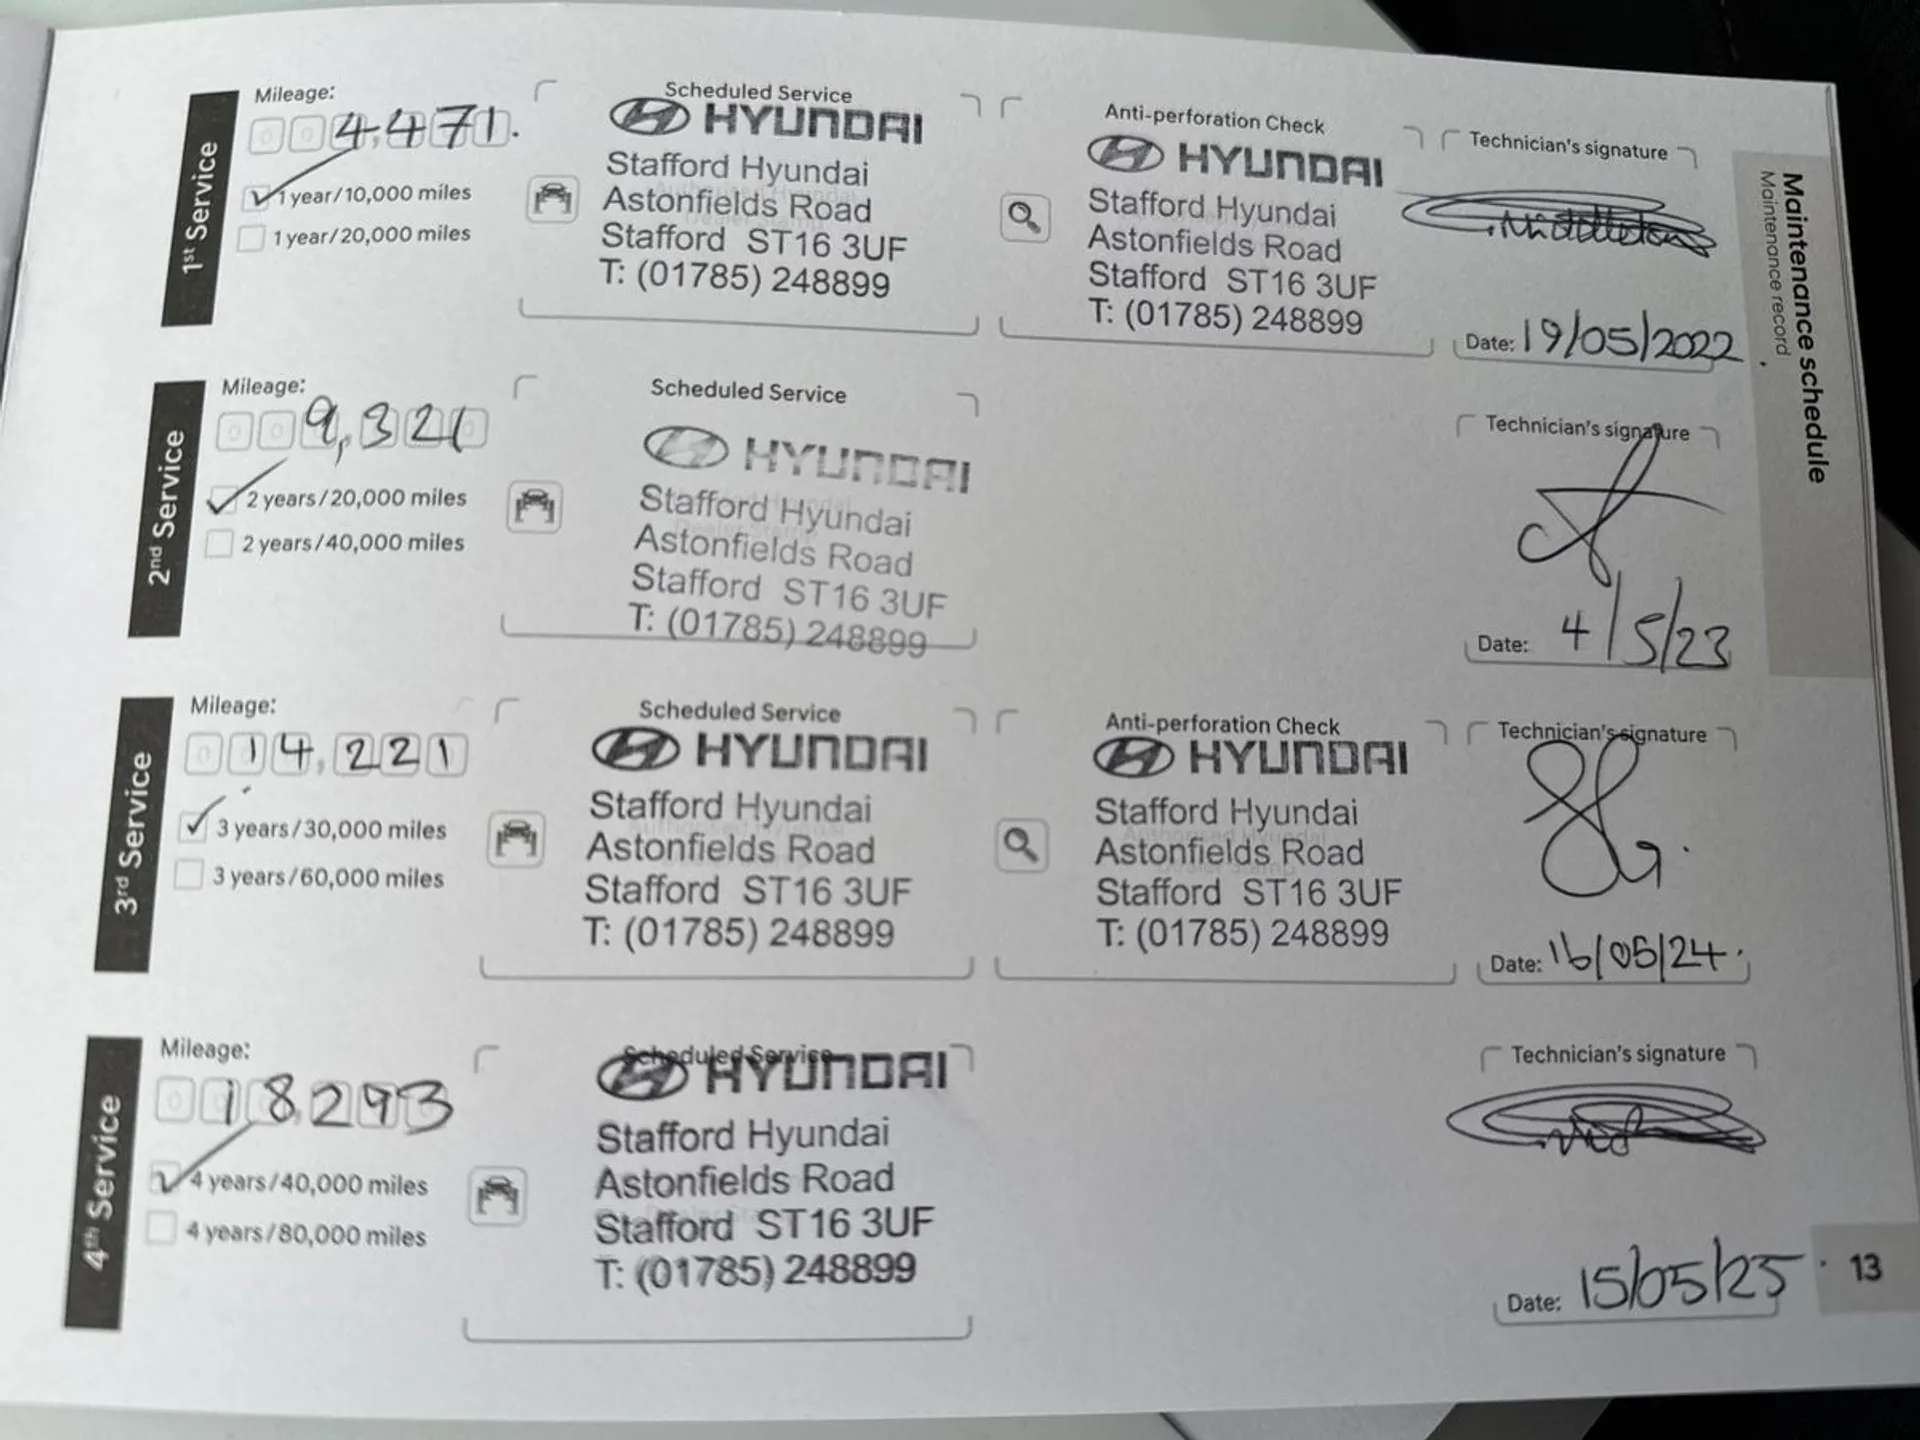 1st Service
Mileage:
004,471.
1 year/10,000 miles
1 year/20,000 miles
Scheduled Service
HYUNDAI
Stafford Hyundai
Astonfields Road
Stafford ST16 3UF
T: (01785) 248899
Anti-perforation Check
HYUNDAI
Stafford Hyundai
Astonfields Road
Stafford ST16 3UF
T: (01785) 248899
Technician's signature
Date: 19/05/2022
2nd Service
Mileage:
009,321
2 years/20,000 miles
2 years/40,000 miles
Scheduled Service
HYUNDAI
Stafford Hyundai
Astonfields Road
Stafford ST16 3UF
T: (01785) 248899
Technician's signature
Date: 4/5/23
3rd Service
Mileage:
014,221
3 years/30,000 miles
3 years/60,000 miles
Scheduled Service
HYUNDAI
Stafford Hyundai
Astonfields Road
Stafford ST16 3UF
T: (01785) 248899
Anti-perforation Check
HYUNDAI
Stafford Hyundai
Astonfields Road
Stafford ST16 3UF
T: (01785) 248899
Technician's signature
Date: 16/05/24.
4th Service
Mileage:
018293
4 years/40,000 miles
4 years/80,000 miles
Scheduled Service
HYUNDAI
Stafford Hyundai
Astonfields Road
Stafford ST16 3UF
T: (01785) 248899
Technician's signature
Date: 15/05/25
Maintenance schedule
Maintenance record
13